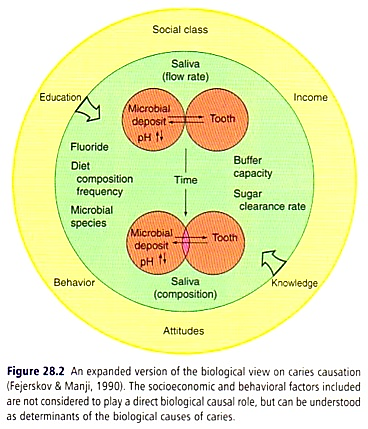 Social class
Saliva
(flow rate)
Education
Income
Microbial
deposit
pH ↑↓
Tooth
Fluoride
Diet
composition
frequency
Microbial
species
Time
Buffer
capacity
Sugar
clearance rate
Microbial
deposit
pH ↑↓
Tooth
Saliva
(composition)
Behavior
Knowledge
Attitudes
Figure 28.2 An expanded version of the biological view on caries causation
(Fejerskov & Manji, 1990). The socioeconomic and behavioral factors included
are not considered to play a direct biological causal role, but can be understood
as determinants of the biological causes of caries.